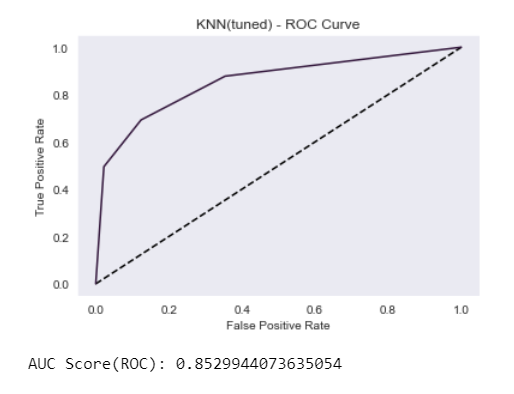 KNN(tuned) - ROC Curve
1.0
0.8
0.6
0.4
0.2
0.0
True Positive Rate
0.0 0.2 0.4 0.6 0.8 1.0
False Positive Rate
AUC Score(ROC): 0.8529944073635054